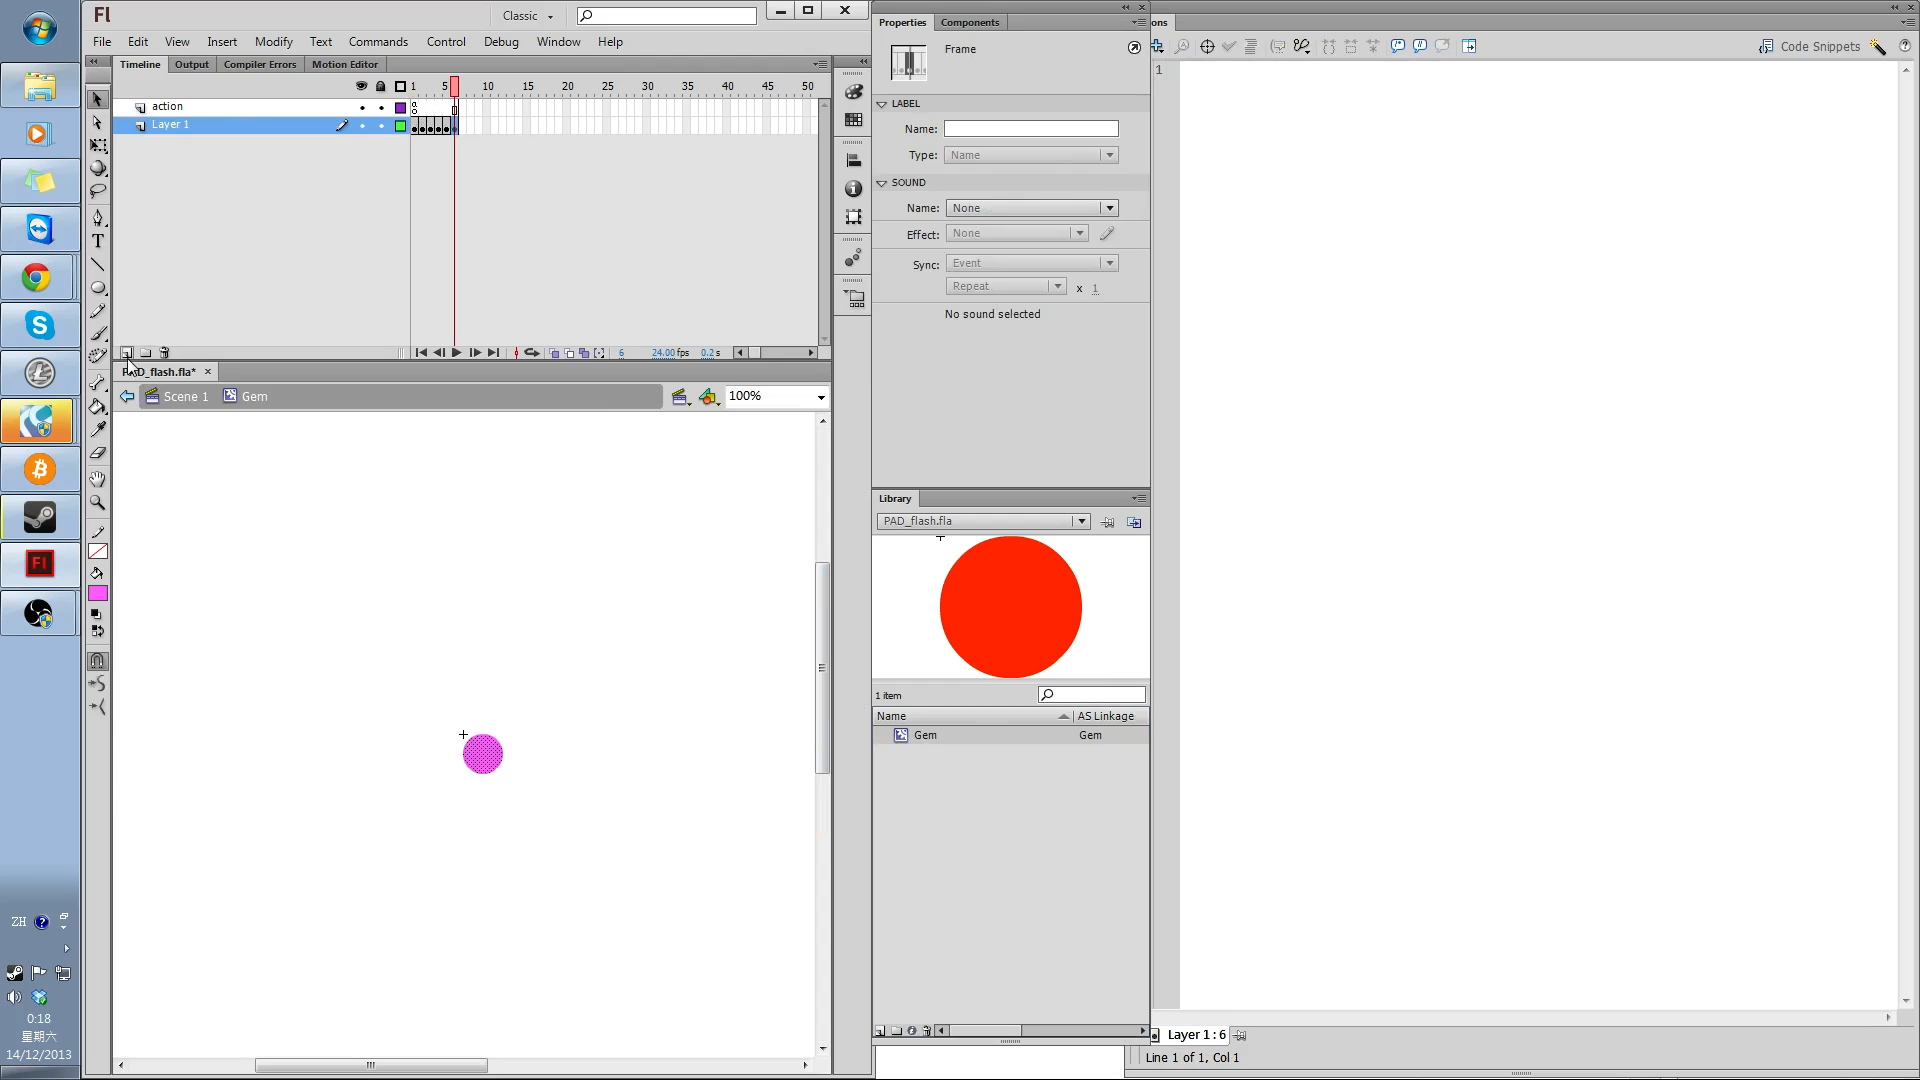 Fl
Classic
File Edit View Insert Modify Text Commands Control Debug Window Help
Timeline Output Compiler Errors Motion Editor
1 5 10 15 20 25 30 35 40 45 50
action
Layer 1
6 24.00 fps 0.2 s
PAD_flash.fla*
Scene 1 Gem
100%
Properties Components
Frame
LABEL
Name:
Type: Name
SOUND
Name: None
Effect: None
Sync: Event
Repeat x 1
No sound selected
Library
PAD_flash.fla
1 item
Name AS Linkage
Gem Gem
ons
Code Snippets
1
Layer 1 : 6
Line 1 of 1, Col 1
ZH
0:18
星期六
14/12/2013